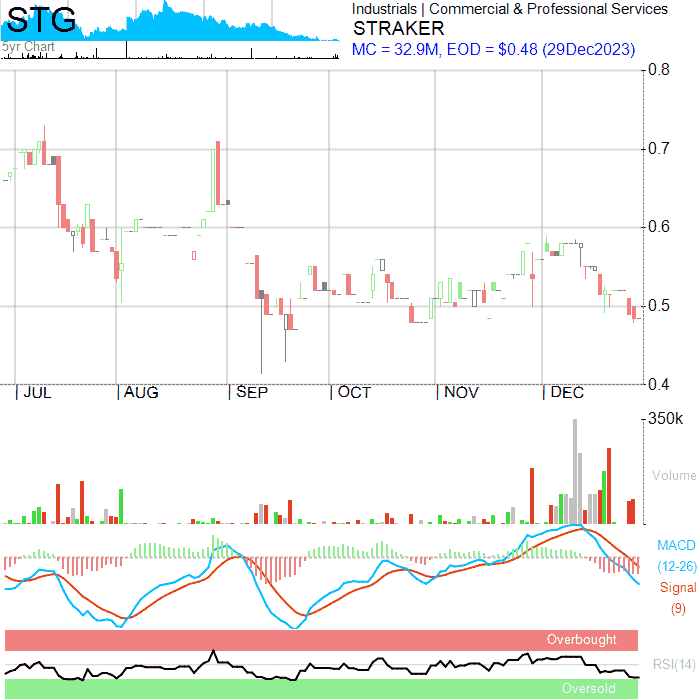 STG
5yr Chart
Industrials | Commercial & Professional Services
STRAKER
MC = 32.9M, EOD = $0.48 (29Dec2023)
0.8
0.7
0.6
0.5
0.4
JUL AUG SEP OCT NOV DEC
350k
Volume
MACD
(12-26)
Signal
(9)
Overbought
RSI(14)
Oversold